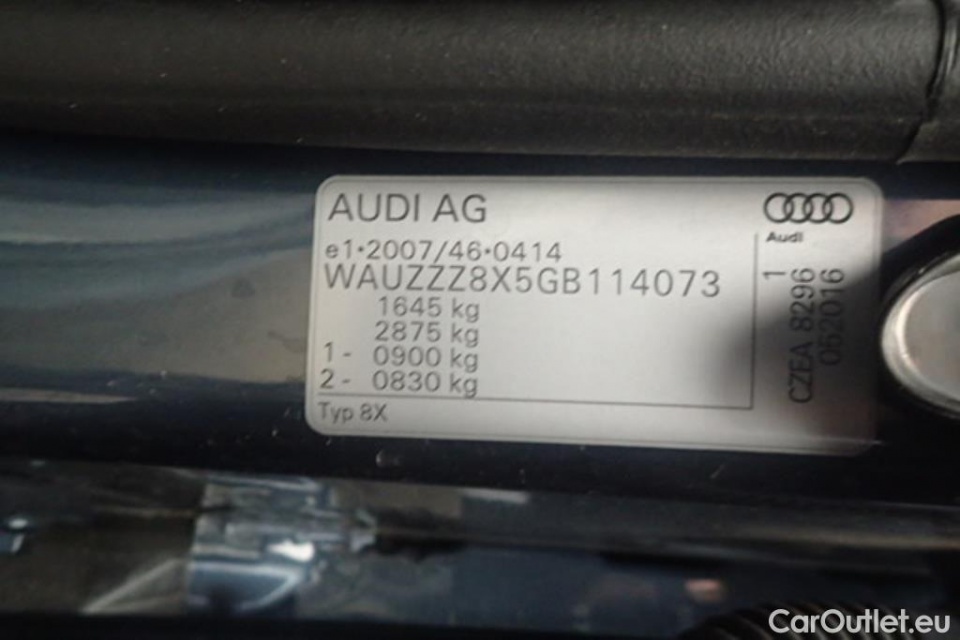 AUDI AG
Audi
e1*2007/46*0414
WAUZZZ8X5GB114073
1645 kg
2875 kg
1 - 0900 kg
2 - 0830 kg
Typ 8X
CZEA 8296 1
052016
CarOutlet.eu